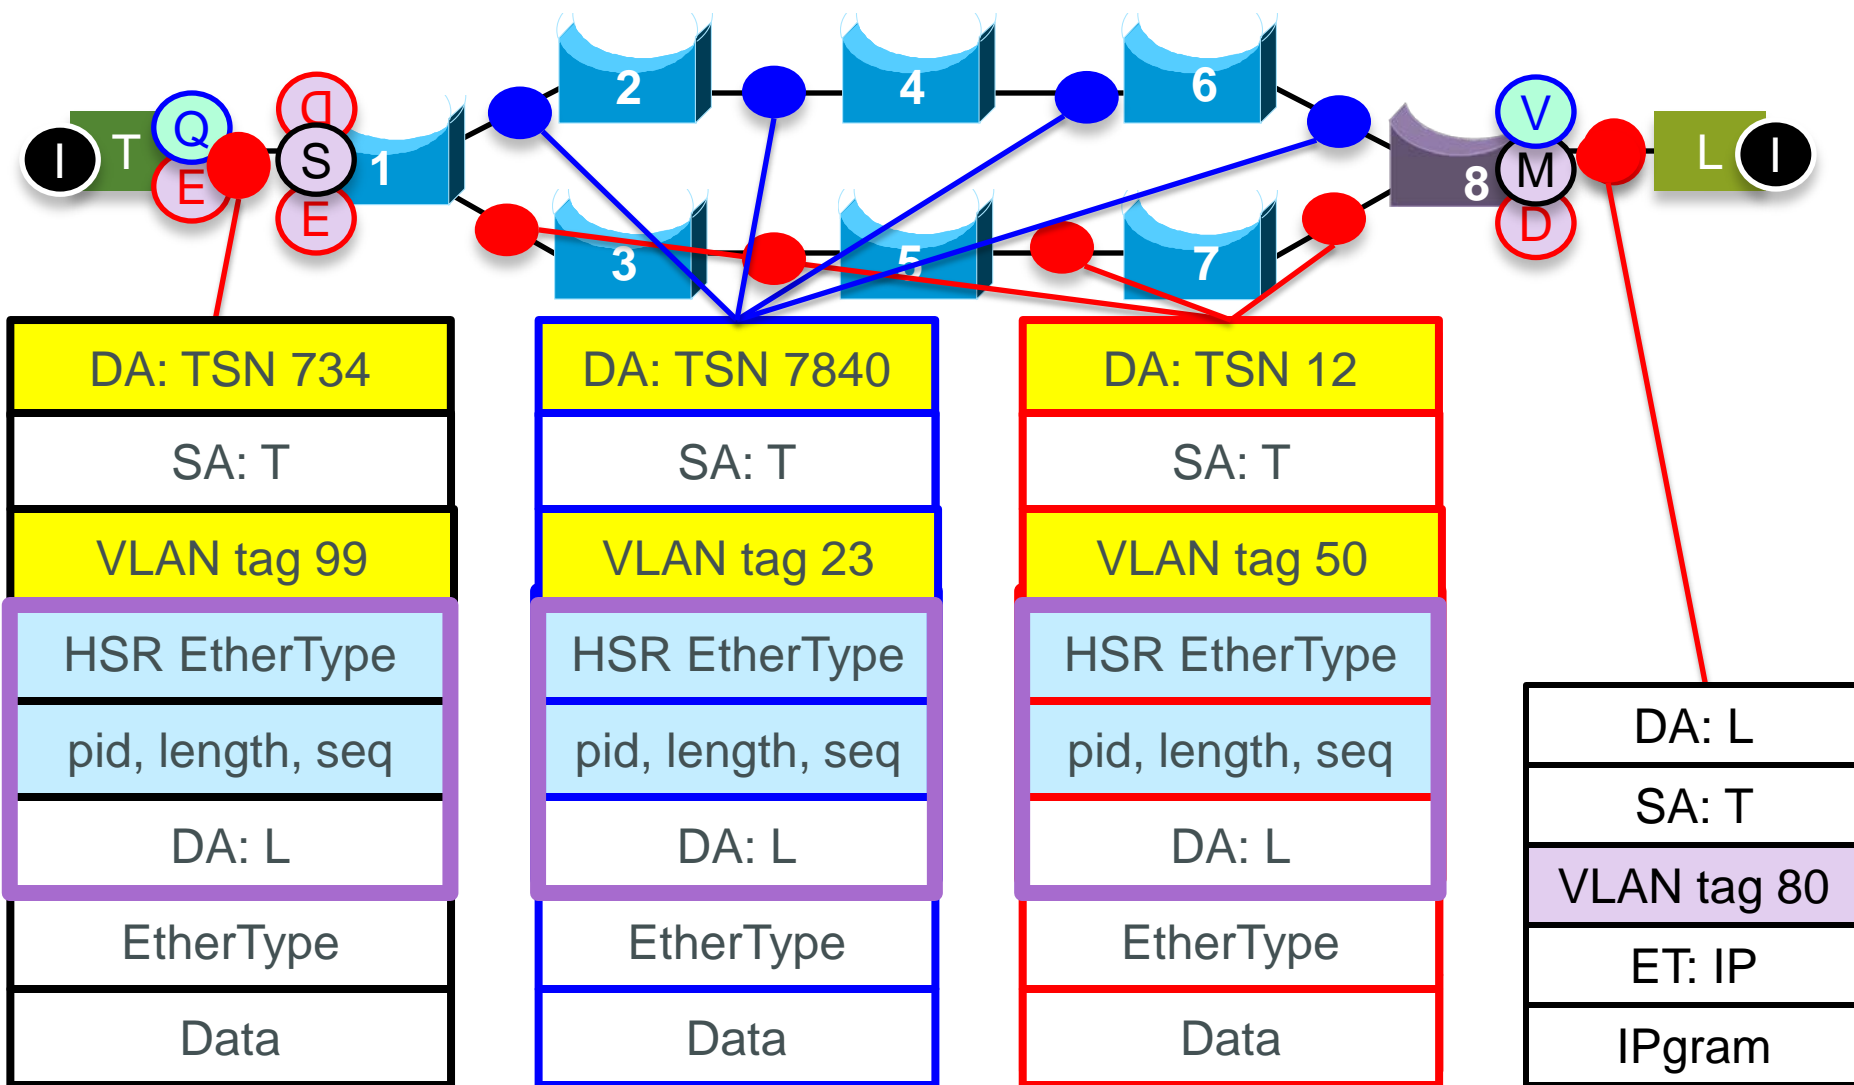 2
4
6
I
T
Q
E
D
S
E
1
8
V
M
D
L
I
3
5
7
DA: TSN 734
SA: T
VLAN tag 99
HSR EtherType
pid, length, seq
DA: L
EtherType
Data
DA: TSN 7840
SA: T
VLAN tag 23
HSR EtherType
pid, length, seq
DA: L
EtherType
Data
DA: TSN 12
SA: T
VLAN tag 50
HSR EtherType
pid, length, seq
DA: L
EtherType
Data
DA: L
SA: T
VLAN tag 80
ET: IP
IPgram